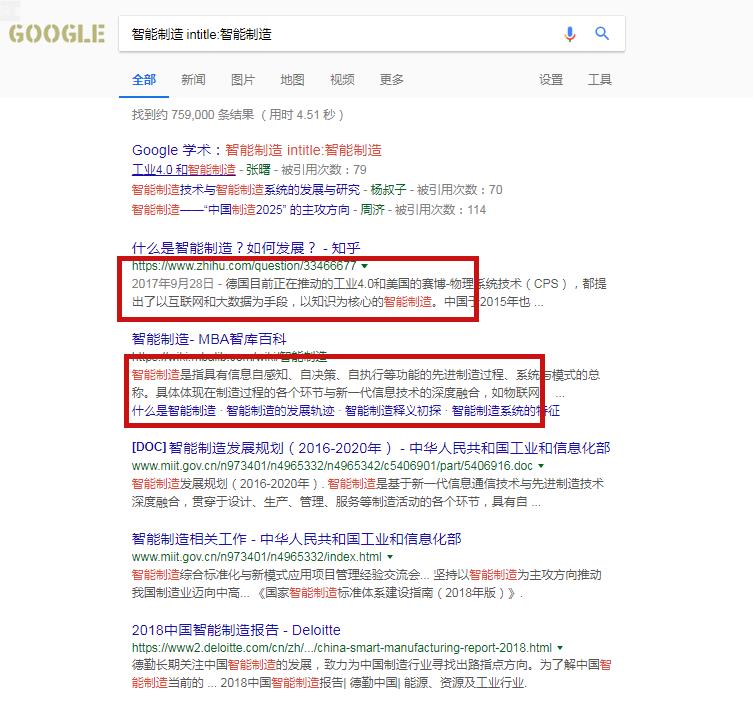 GOOGLE
智能制造 intitle:智能制造
全部 新闻 图片 地图 视频 更多 设置 工具
找到约 759,000 条结果 （用时 4.51 秒）
Google 学术：智能制造 intitle:智能制造
工业4.0 和智能制造 - 张曙 - 被引用次数：79
智能制造技术与智能制造系统的发展与研究 - 杨叔子 - 被引用次数：70
智能制造——“中国制造2025” 的主攻方向 - 周济 - 被引用次数：114
什么是智能制造？如何发展？ - 知乎
https://www.zhihu.com/question/33466677
2017年9月28日 - 德国目前正在推动的工业4.0和美国的赛博-物理系统技术（CPS），都提
出了以互联网和大数据为手段，以知识为核心的智能制造。中国于2015年也 ...
智能制造- MBA智库百科
https://wiki.mbalib.com/wiki/智能制造
智能制造是指具有信息自感知、自决策、自执行等功能的先进制造过程、系统与模式的总
称。具体体现在制造过程的各个环节与新一代信息技术的深度融合，如物联网 ...
什么是智能制造 · 智能制造的发展轨迹 · 智能制造释义初探 · 智能制造系统的特征
[DOC] 智能制造发展规划（2016-2020年） - 中华人民共和国工业和信息化部
www.miit.gov.cn/n973401/n4965332/n4965342/c5406901/part/5406916.doc
智能制造发展规划（2016-2020年）. 智能制造是基于新一代信息通信技术与先进制造技术
深度融合，贯穿于设计、生产、管理、服务等制造活动的各个环节，具有自 ...
智能制造相关工作 - 中华人民共和国工业和信息化部
www.miit.gov.cn/n973401/n4965332/index.html
智能制造综合标准化与新模式应用项目管理经验交流会... 坚持以智能制造为主攻方向推动
我国制造业迈向中高... 《国家智能制造标准体系建设指南（2018年版）》.
2018中国智能制造报告 - Deloitte
https://www2.deloitte.com/cn/zh/.../china-smart-manufacturing-report-2018.html
德勤长期关注中国智能制造的发展，致力为中国制造行业寻找出路指点方向。为了解中国智
能制造当前的 ... 2018中国智能制造报告| 德勤中国| 能源、资源及工业行业.